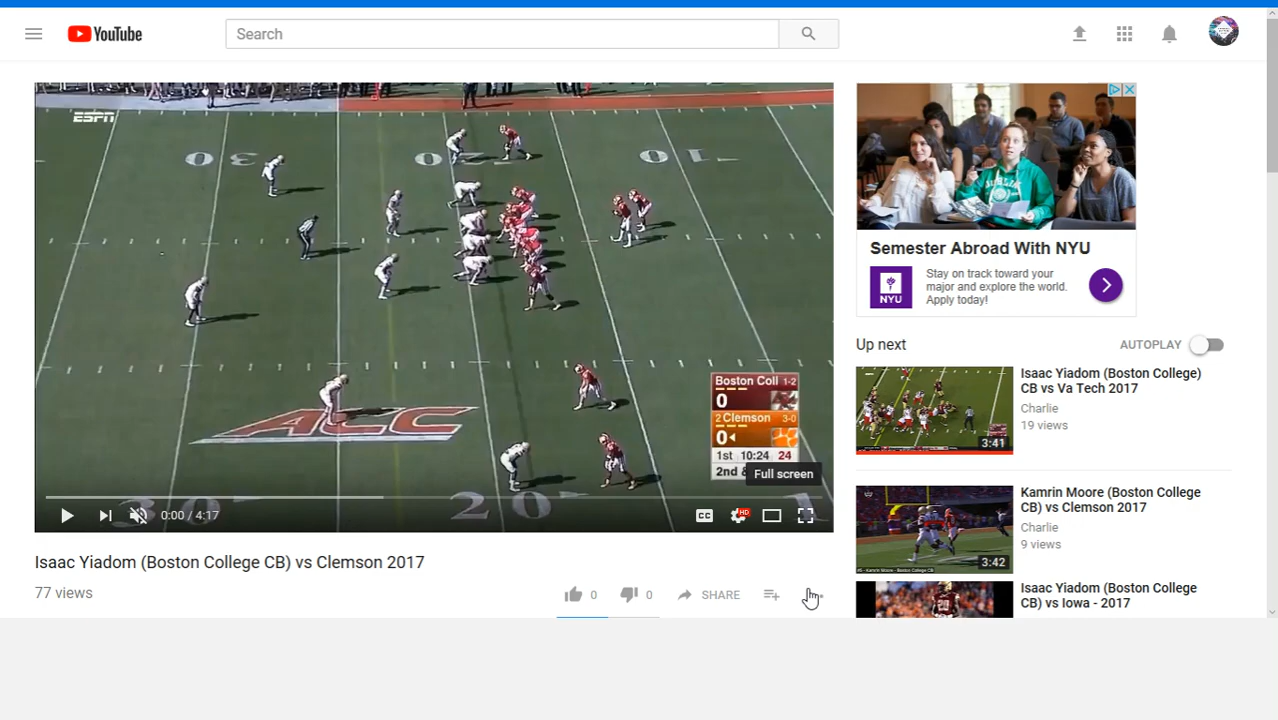 YouTube
Search
ESPN
30 20 10
ACC
Boston Coll 1-2
0
2 Clemson 3-0
0
1st 10:24 24
2nd &
Full screen
30 20 1
0:00 / 4:17
CC
HD
Isaac Yiadom (Boston College CB) vs Clemson 2017
77 views
0
0
SHARE
Semester Abroad With NYU
NYU
Stay on track toward your
major and explore the world.
Apply today!
Up next
AUTOPLAY
3:41
Isaac Yiadom (Boston College)
CB vs Va Tech 2017
Charlie
19 views
3:42
Kamrin Moore (Boston College
CB) vs Clemson 2017
Charlie
9 views
Isaac Yiadom (Boston College
CB) vs Iowa - 2017